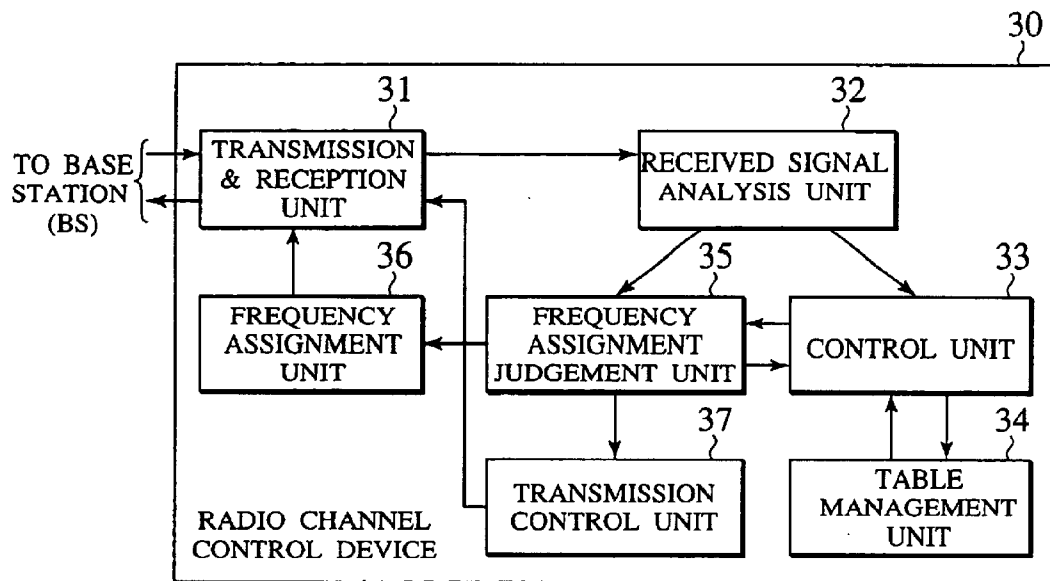 30
31
32
TO BASE
STATION
(BS)
TRANSMISSION
& RECEPTION
UNIT
RECEIVED SIGNAL
ANALYSIS UNIT
36
35
33
FREQUENCY
ASSIGNMENT
UNIT
FREQUENCY
ASSIGNMENT
JUDGEMENT UNIT
CONTROL UNIT
37
34
TRANSMISSION
CONTROL UNIT
TABLE
MANAGEMENT
UNIT
RADIO CHANNEL
CONTROL DEVICE